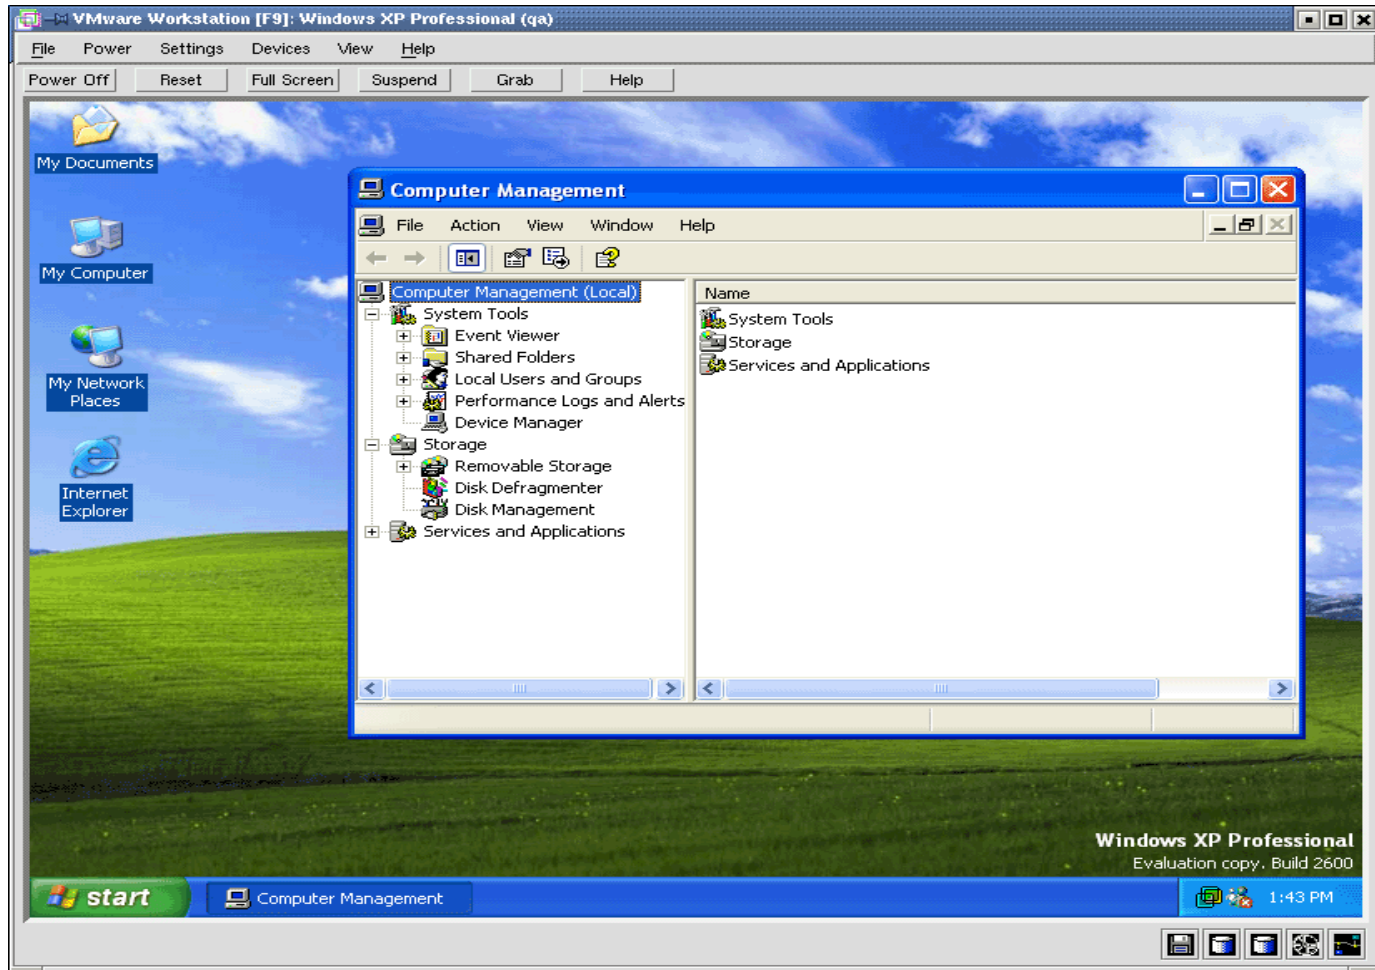 VMware Workstation [F9]: Windows XP Professional (qa)
File Power Settings Devices View Help
Power Off Reset Full Screen Suspend Grab Help
My Documents
My Computer
My Network
Places
Internet
Explorer
Computer Management
File Action View Window Help
Computer Management (Local)
System Tools
Event Viewer
Shared Folders
Local Users and Groups
Performance Logs and Alerts
Device Manager
Storage
Removable Storage
Disk Defragmenter
Disk Management
Services and Applications
Name
System Tools
Storage
Services and Applications
Windows XP Professional
Evaluation copy. Build 2600
start Computer Management 1:43 PM